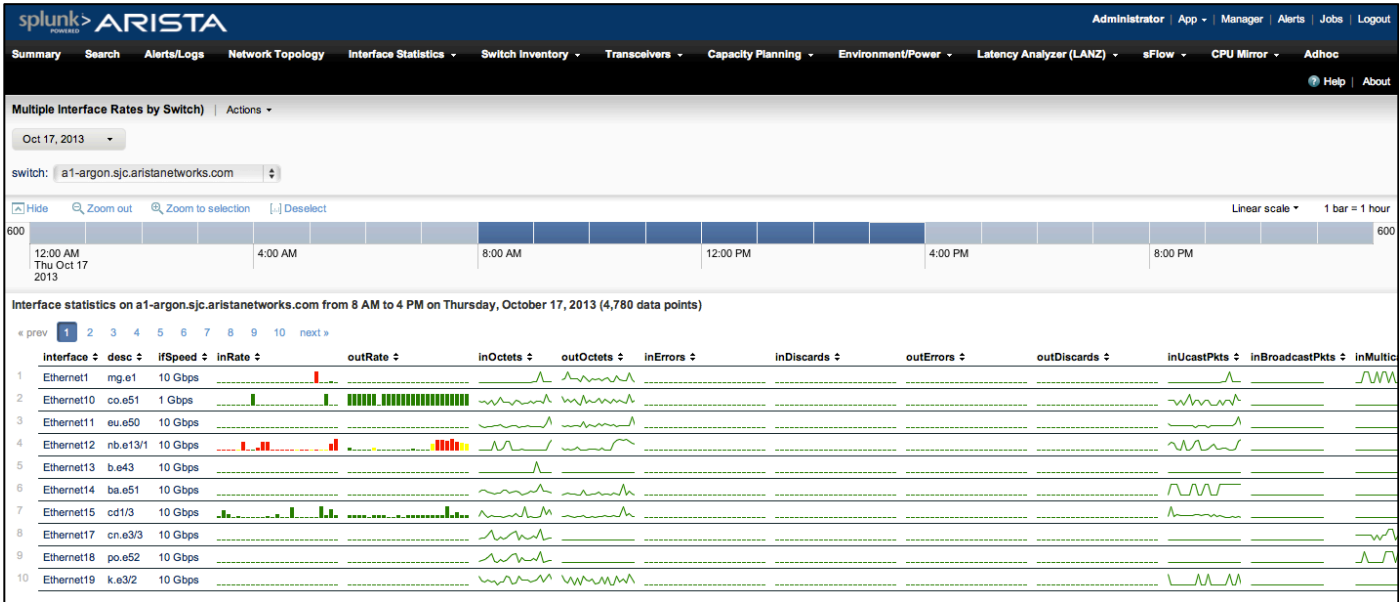 splunk> ARISTA
POWERED
Administrator | App | Manager | Alerts | Jobs | Logout
Summary Search Alerts/Logs Network Topology Interface Statistics Switch Inventory Transceivers Capacity Planning Environment/Power Latency Analyzer (LANZ) sFlow CPU Mirror Adhoc
? Help | About
Multiple Interface Rates by Switch) | Actions
Oct 17, 2013
switch: a1-argon.sjc.aristanetworks.com
Hide Zoom out Zoom to selection Deselect Linear scale 1 bar = 1 hour
600 600
12:00 AM 4:00 AM 8:00 AM 12:00 PM 4:00 PM 8:00 PM
Thu Oct 17
2013
Interface statistics on a1-argon.sjc.aristanetworks.com from 8 AM to 4 PM on Thursday, October 17, 2013 (4,780 data points)
« prev 1 2 3 4 5 6 7 8 9 10 next »
interface desc ifSpeed inRate outRate inOctets outOctets inErrors inDiscards outErrors outDiscards inUcastPkts inBroadcastPkts inMultica
1 Ethernet1 mg.e1 10 Gbps
2 Ethernet10 co.e51 1 Gbps
3 Ethernet11 eu.e50 10 Gbps
4 Ethernet12 nb.e13/1 10 Gbps
5 Ethernet13 b.e43 10 Gbps
6 Ethernet14 ba.e51 10 Gbps
7 Ethernet15 cd1/3 10 Gbps
8 Ethernet17 cn.e3/3 10 Gbps
9 Ethernet18 po.e52 10 Gbps
10 Ethernet19 k.e3/2 10 Gbps